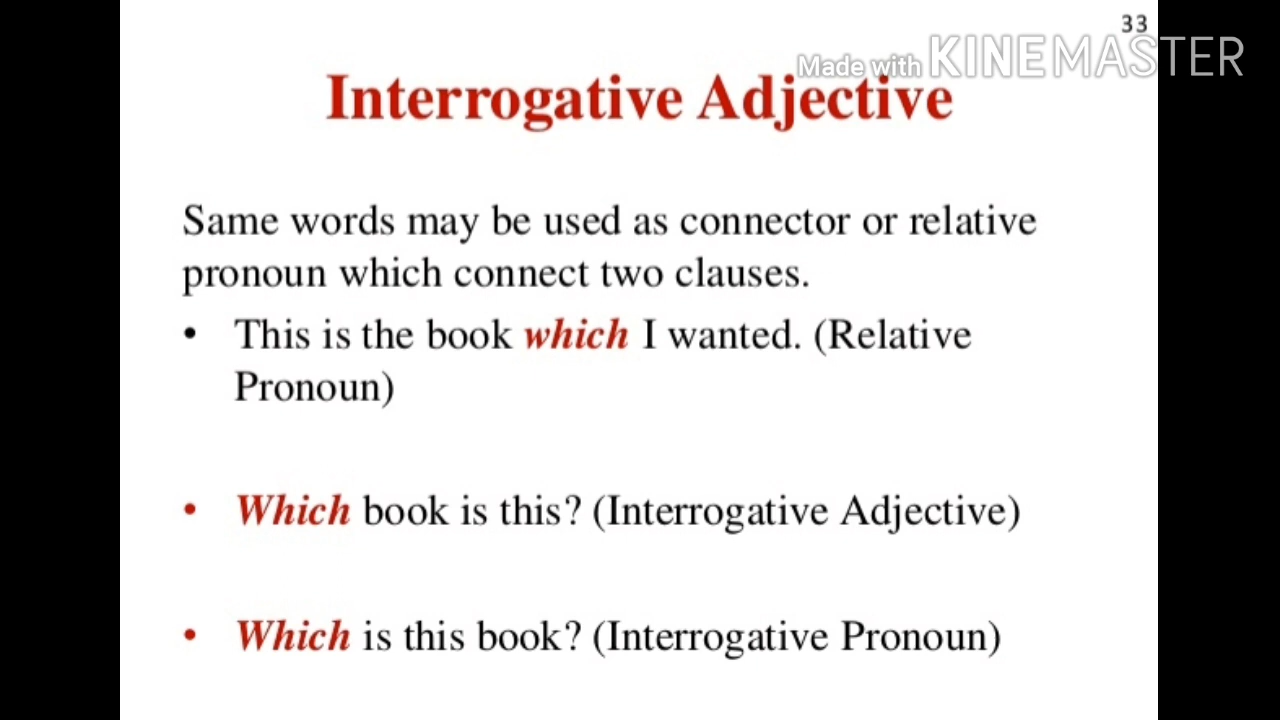 33
Made with KINEMASTER
Interrogative Adjective
Same words may be used as connector or relative
pronoun which connect two clauses.
• This is the book which I wanted. (Relative
Pronoun)
• Which book is this? (Interrogative Adjective)
• Which is this book? (Interrogative Pronoun)